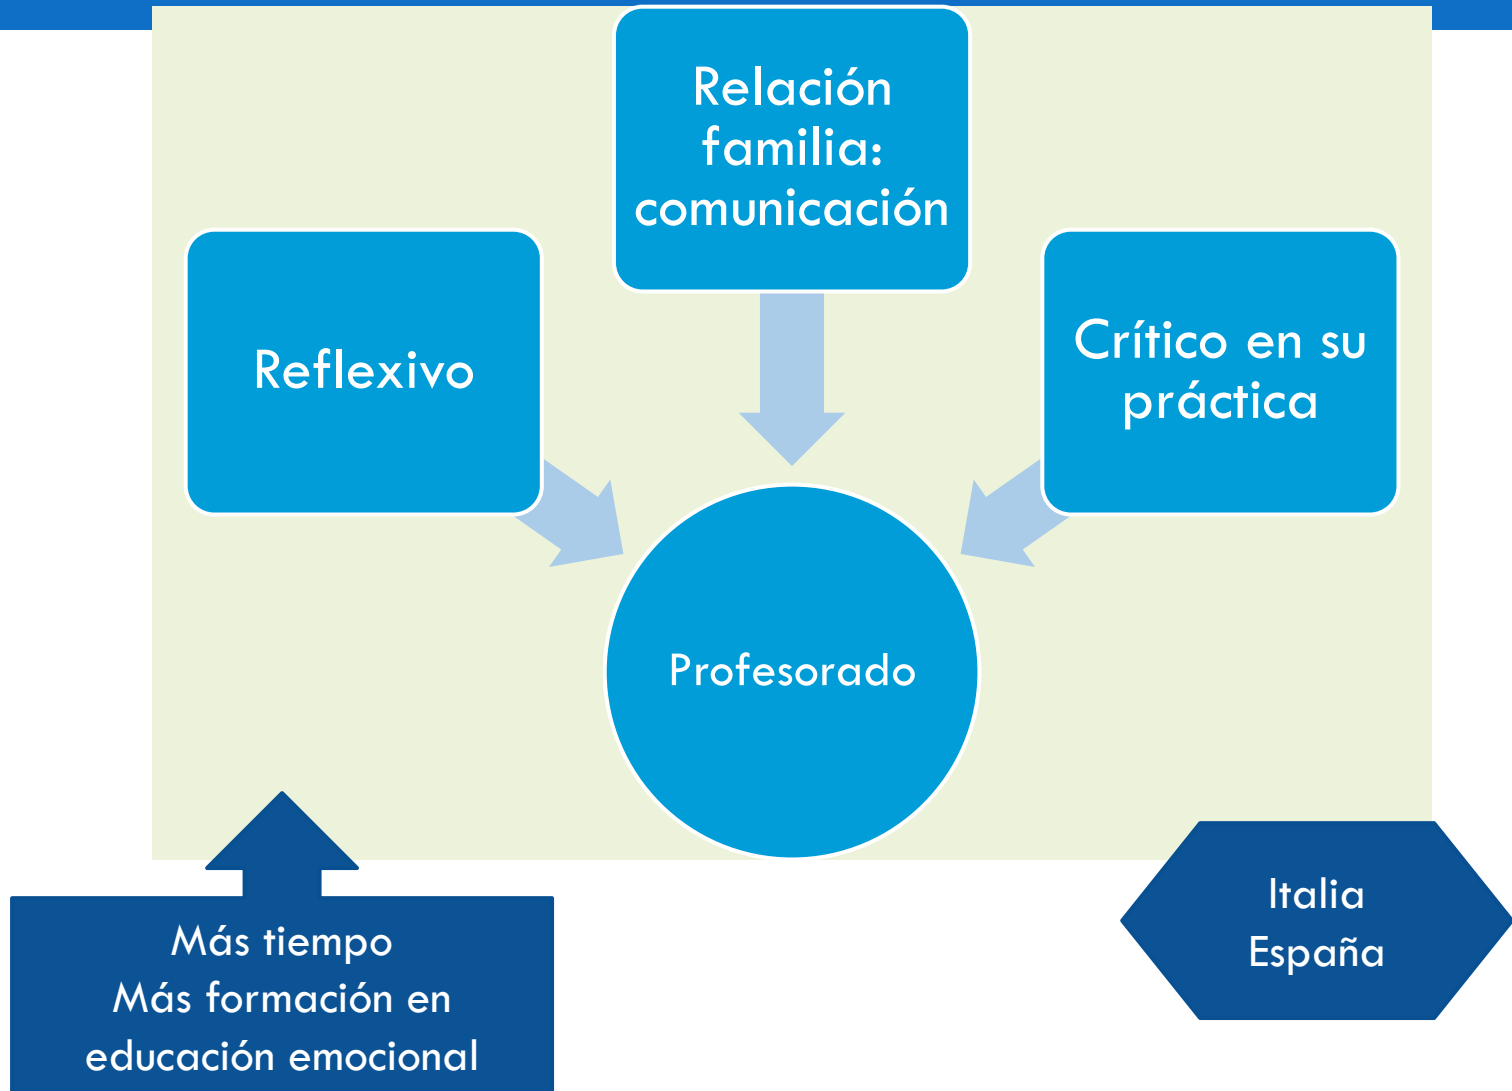 Relación
familia:
comunicación
Reflexivo
Crítico en su
práctica
Profesorado
Más tiempo
Más formación en
educación emocional
Italia
España